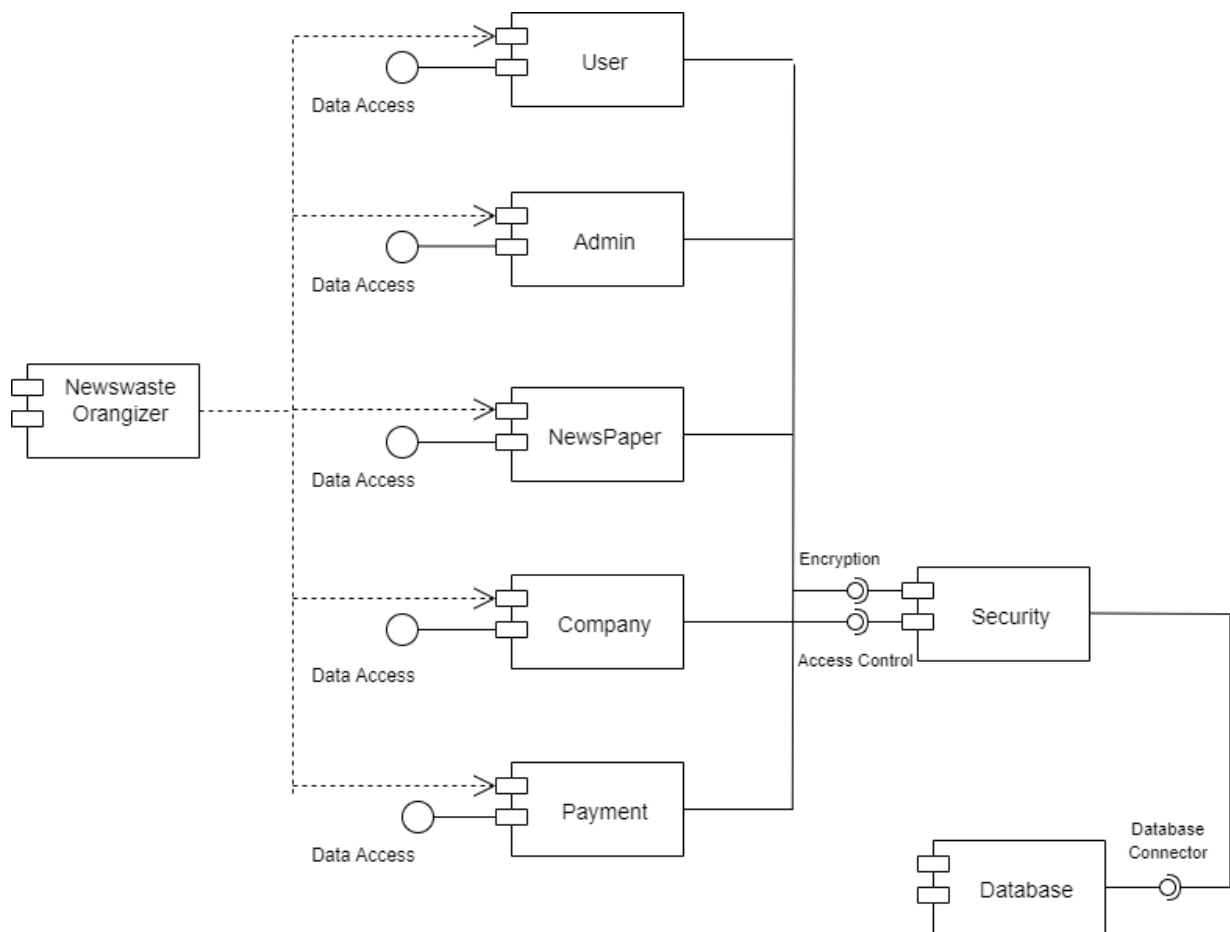 User
Data Access
Admin
Data Access
Newswaste
Orangizer
NewsPaper
Data Access
Encryption
Security
Company
Access Control
Data Access
Payment
Data Access
Database
Connector
Database